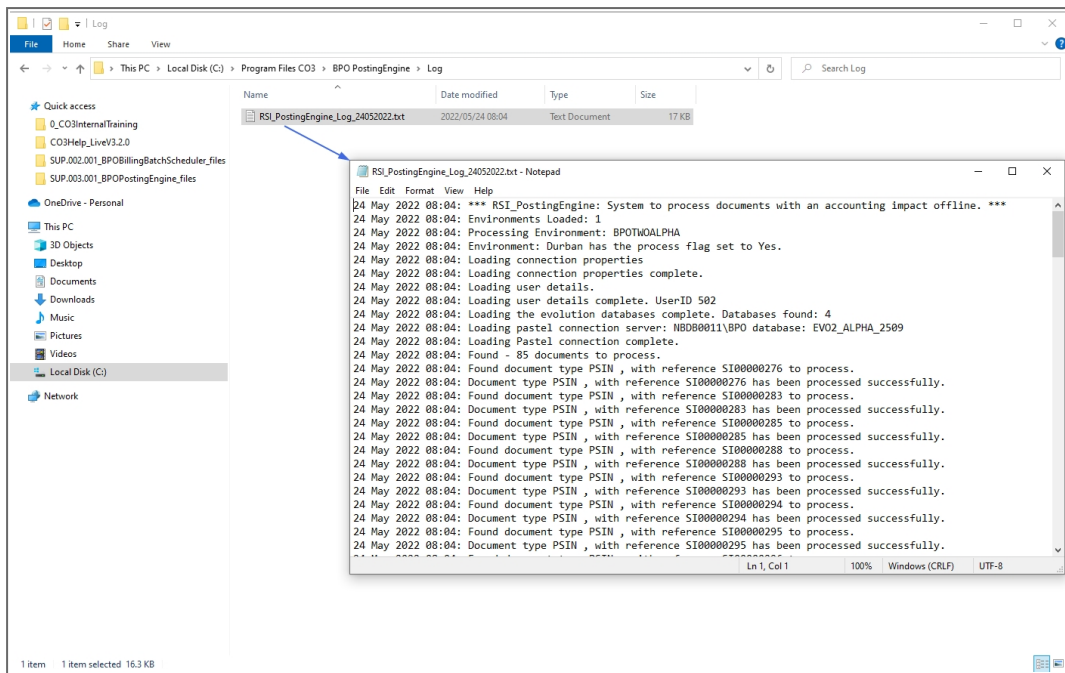 Log
File Home Share View
This PC > Local Disk (C:) > Program Files CO3 > BPO PostingEngine > Log
Search Log
Name Date modified Type Size
RSI_PostingEngine_Log_24052022.txt 2022/05/24 08:04 Text Document 17 KB
Quick access
0_CO3InternalTraining
CO3Help_LiveV3.2.0
SUP.002.001_BPOBillingBatchScheduler_files
SUP.003.001_BPOPostingEngine_files
OneDrive - Personal
This PC
3D Objects
Desktop
Documents
Downloads
Music
Pictures
Videos
Local Disk (C:)
Network
RSI_PostingEngine_Log_24052022.txt - Notepad
File Edit Format View Help
24 May 2022 08:04: *** RSI_PostingEngine: System to process documents with an accounting impact offline. ***
24 May 2022 08:04: Environments Loaded: 1
24 May 2022 08:04: Processing Environment: BPOTWOALPHA
24 May 2022 08:04: Environment: Durban has the process flag set to Yes.
24 May 2022 08:04: Loading connection properties
24 May 2022 08:04: Loading connection properties complete.
24 May 2022 08:04: Loading user details.
24 May 2022 08:04: Loading user details complete. UserID 502
24 May 2022 08:04: Loading the evolution databases complete. Databases found: 4
24 May 2022 08:04: Loading pastel connection server: NBDB0011\BPO database: EVO2_ALPHA_2509
24 May 2022 08:04: Loading Pastel connection complete.
24 May 2022 08:04: Found - 85 documents to process.
24 May 2022 08:04: Found document type PSIN , with reference SI00000276 to process.
24 May 2022 08:04: Document type PSIN , with reference SI00000276 has been processed successfully.
24 May 2022 08:04: Found document type PSIN , with reference SI00000283 to process.
24 May 2022 08:04: Document type PSIN , with reference SI00000283 has been processed successfully.
24 May 2022 08:04: Found document type PSIN , with reference SI00000285 to process.
24 May 2022 08:04: Document type PSIN , with reference SI00000285 has been processed successfully.
24 May 2022 08:04: Found document type PSIN , with reference SI00000288 to process.
24 May 2022 08:04: Document type PSIN , with reference SI00000288 has been processed successfully.
24 May 2022 08:04: Found document type PSIN , with reference SI00000293 to process.
24 May 2022 08:04: Document type PSIN , with reference SI00000293 has been processed successfully.
24 May 2022 08:04: Found document type PSIN , with reference SI00000294 to process.
24 May 2022 08:04: Document type PSIN , with reference SI00000294 has been processed successfully.
24 May 2022 08:04: Found document type PSIN , with reference SI00000295 to process.
24 May 2022 08:04: Document type PSIN , with reference SI00000295 has been processed successfully.
Ln 1, Col 1 100% Windows (CRLF) UTF-8
1 item 1 item selected 16.3 KB